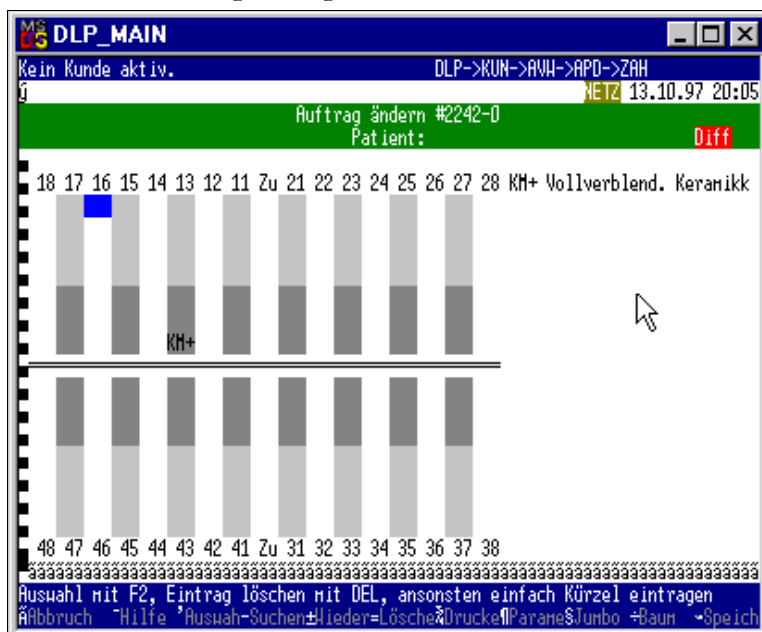 DLP_MAIN
Kein Kunde aktiv. DLP->KUN->AVW->APD->ZAH
NETZ 13.10.97 20:05
Auftrag ändern #2242-0
Patient: Diff
18 17 16 15 14 13 12 11 Zu 21 22 23 24 25 26 27 28 KM+ Vollverblend. Keramikk
KM+
48 47 46 45 44 43 42 41 Zu 31 32 33 34 35 36 37 38
Auswahl mit F2, Eintrag löschen mit DEL, ansonsten einfach Kürzel eintragen
ÄAbbruch ¯Hilfe 'Auswah-Suchen±Wieder=Lösche¾Drucke¶Parame§Jumbo ÷Baum ~Speich